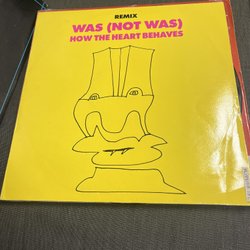 REMIX
WAS (NOT WAS)
HOW THE HEART BEHAVES